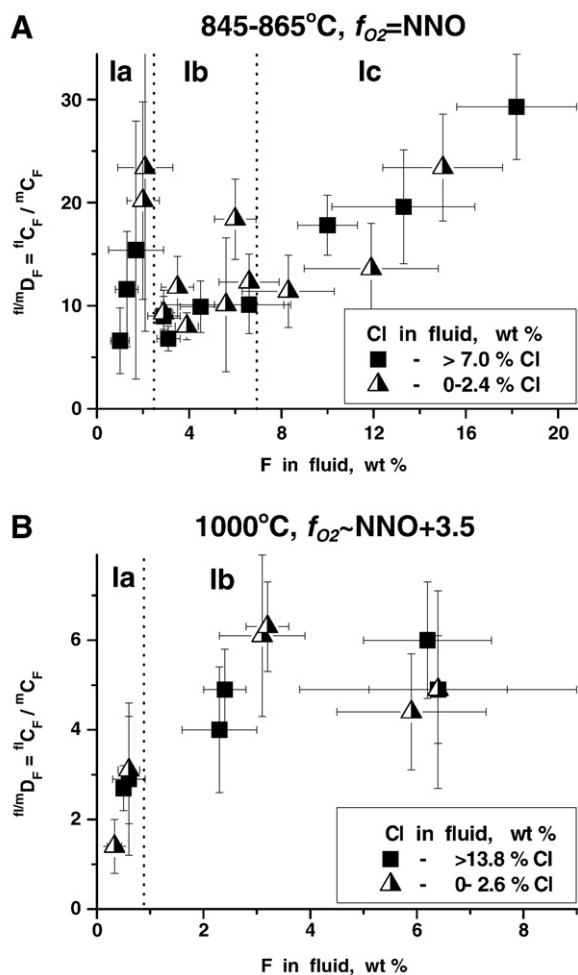 A
845-865°C, fO2=NNO
Ia
Ib
Ic
30
20
10
0
fl/mDF = flCF / mCF
Cl in fluid, wt %
- > 7.0 % Cl
- 0-2.4 % Cl
0 4 8 12 16 20
F in fluid, wt %
B
1000°C, fO2~NNO+3.5
Ia
Ib
6
4
2
0
fl/mDF = flCF / mCF
Cl in fluid, wt %
- >13.8 % Cl
- 0- 2.6 % Cl
0 2 4 6 8
F in fluid, wt %